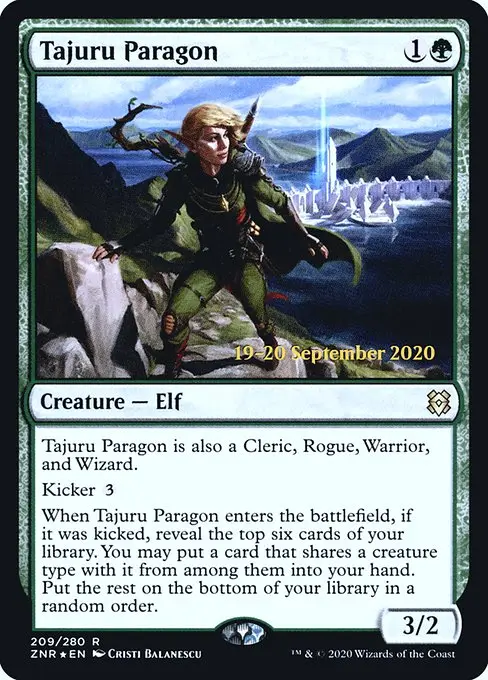 Tajuru Paragon 1
19-20 September 2020
Creature — Elf
Tajuru Paragon is also a Cleric, Rogue, Warrior,
and Wizard.
Kicker 3
When Tajuru Paragon enters the battlefield, if
it was kicked, reveal the top six cards of your
library. You may put a card that shares a creature
type with it from among them into your hand.
Put the rest on the bottom of your library in a
random order.
3/2
209/280 R
ZNR ★ EN Cristi Balanescu
™ & © 2020 Wizards of the Coast